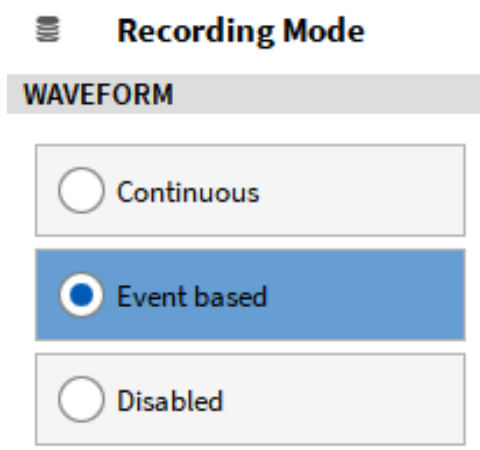 Recording Mode
WAVEFORM
Continuous
Event based
Disabled